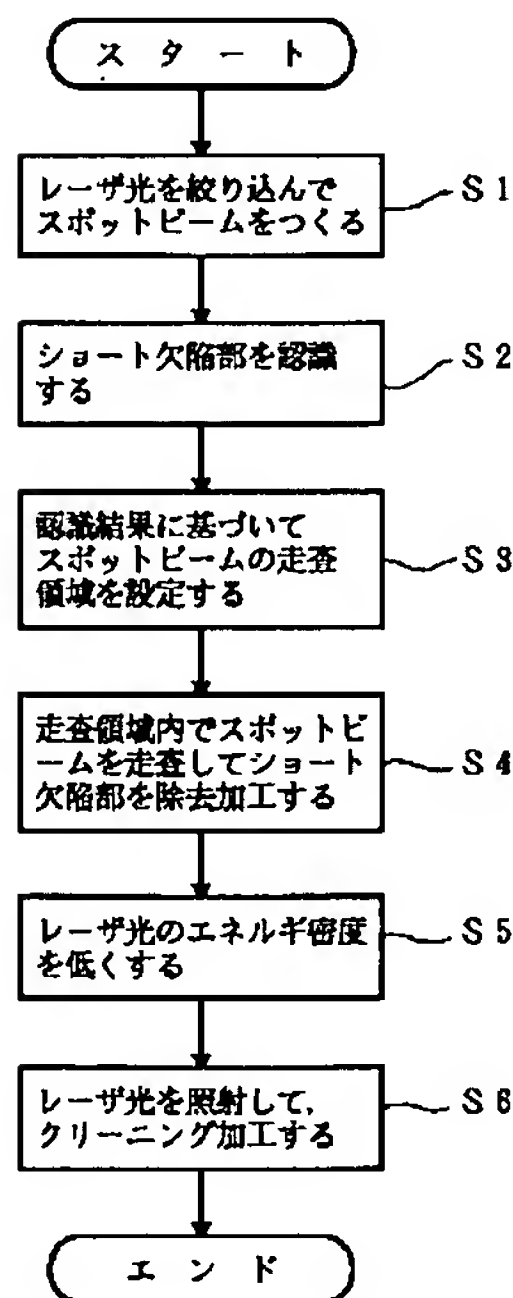 スタート
レーザ光を絞り込んで
スポットビームをつくる
S1
ショート欠陥部を認識
する
S2
認識結果に基づいて
スポットビームの走査
領域を設定する
S3
走査領域内でスポットビ
ームを走査してショート
欠陥部を除去加工する
S4
レーザ光のエネルギ密度
を低くする
S5
レーザ光を照射して,
クリーニング加工する
S6
エンド